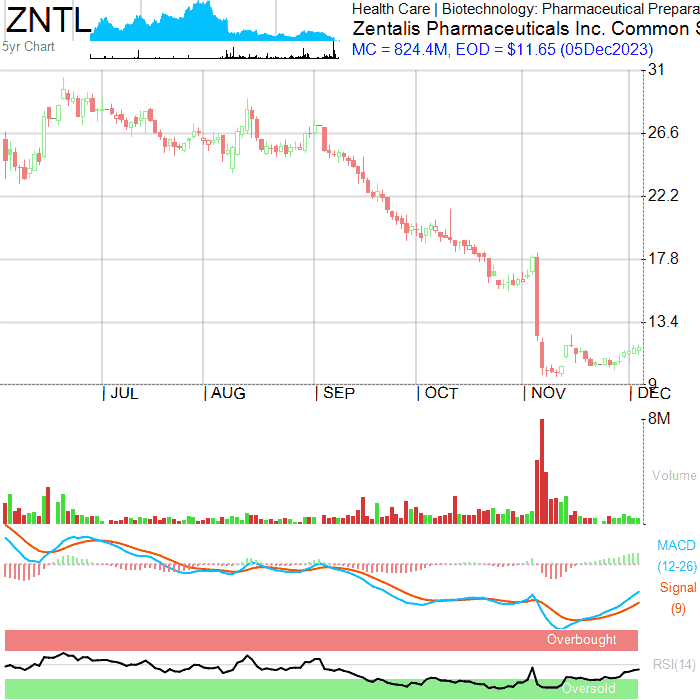 ZNTL
5yr Chart
Health Care | Biotechnology: Pharmaceutical Prepara
Zentalis Pharmaceuticals Inc. Common S
MC = 824.4M, EOD = $11.65 (05Dec2023)
31
26.6
22.2
17.8
13.4
9
JUL AUG SEP OCT NOV DEC
8M
Volume
MACD
(12-26)
Signal
(9)
Overbought
RSI(14)
Oversold